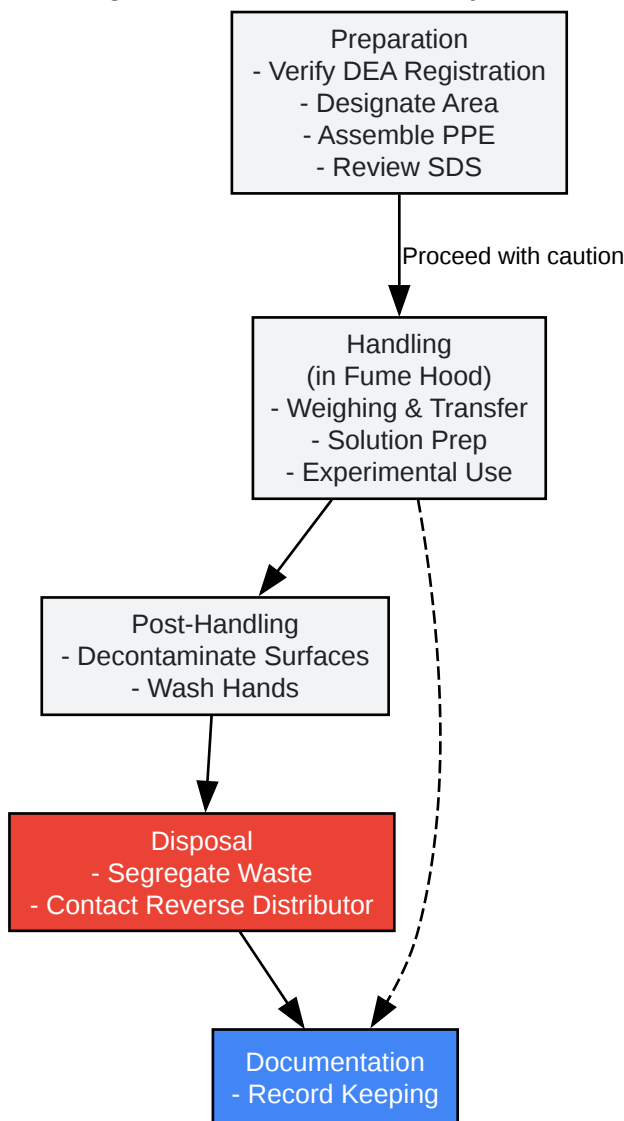 Preparation
- Verify DEA Registration
- Designate Area
- Assemble PPE
- Review SDS
Proceed with caution
Handling
(in Fume Hood)
- Weighing & Transfer
- Solution Prep
- Experimental Use
Post-Handling
- Decontaminate Surfaces
- Wash Hands
Disposal
- Segregate Waste
- Contact Reverse Distributor
Documentation
- Record Keeping